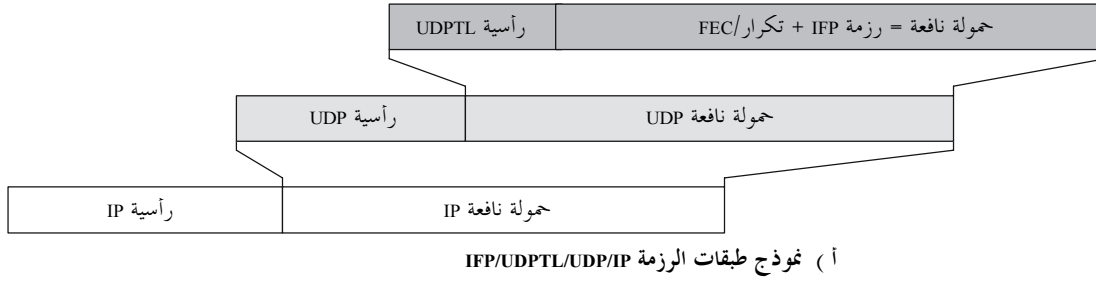 رأسية UDPTL
حمولة نافعة = رزمة IFP + تكرار/FEC
رأسية UDP
حمولة نافعة UDP
رأسية IP
حمولة نافعة IP
أ ) نموذج طبقات الرزمة IFP/UDPTL/UDP/IP